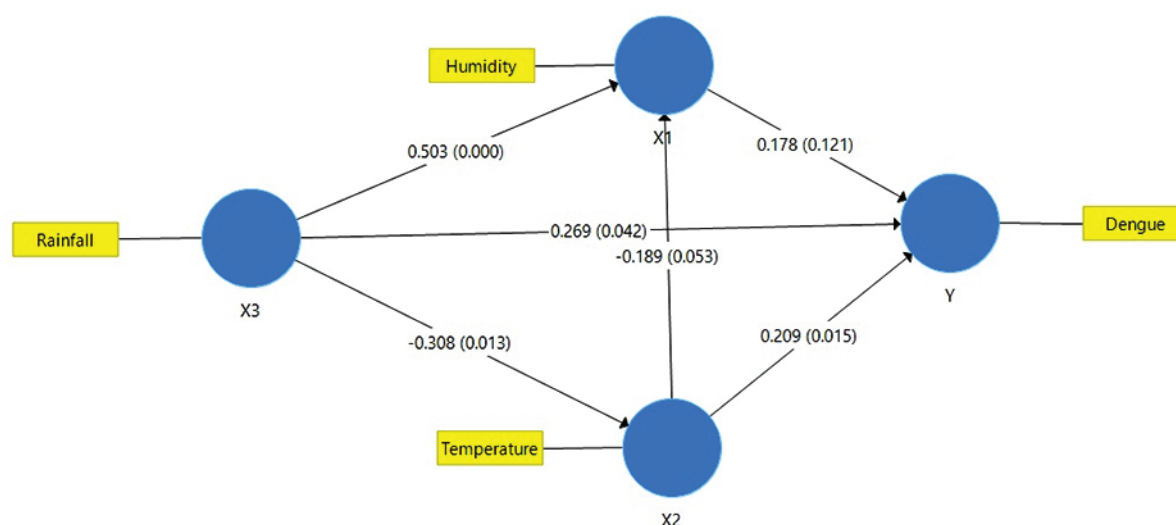 Humidity
X1
0.503 (0.000)
0.178 (0.121)
Rainfall
X3
0.269 (0.042)
-0.189 (0.053)
Dengue
Y
-0.308 (0.013)
0.209 (0.015)
Temperature
X2